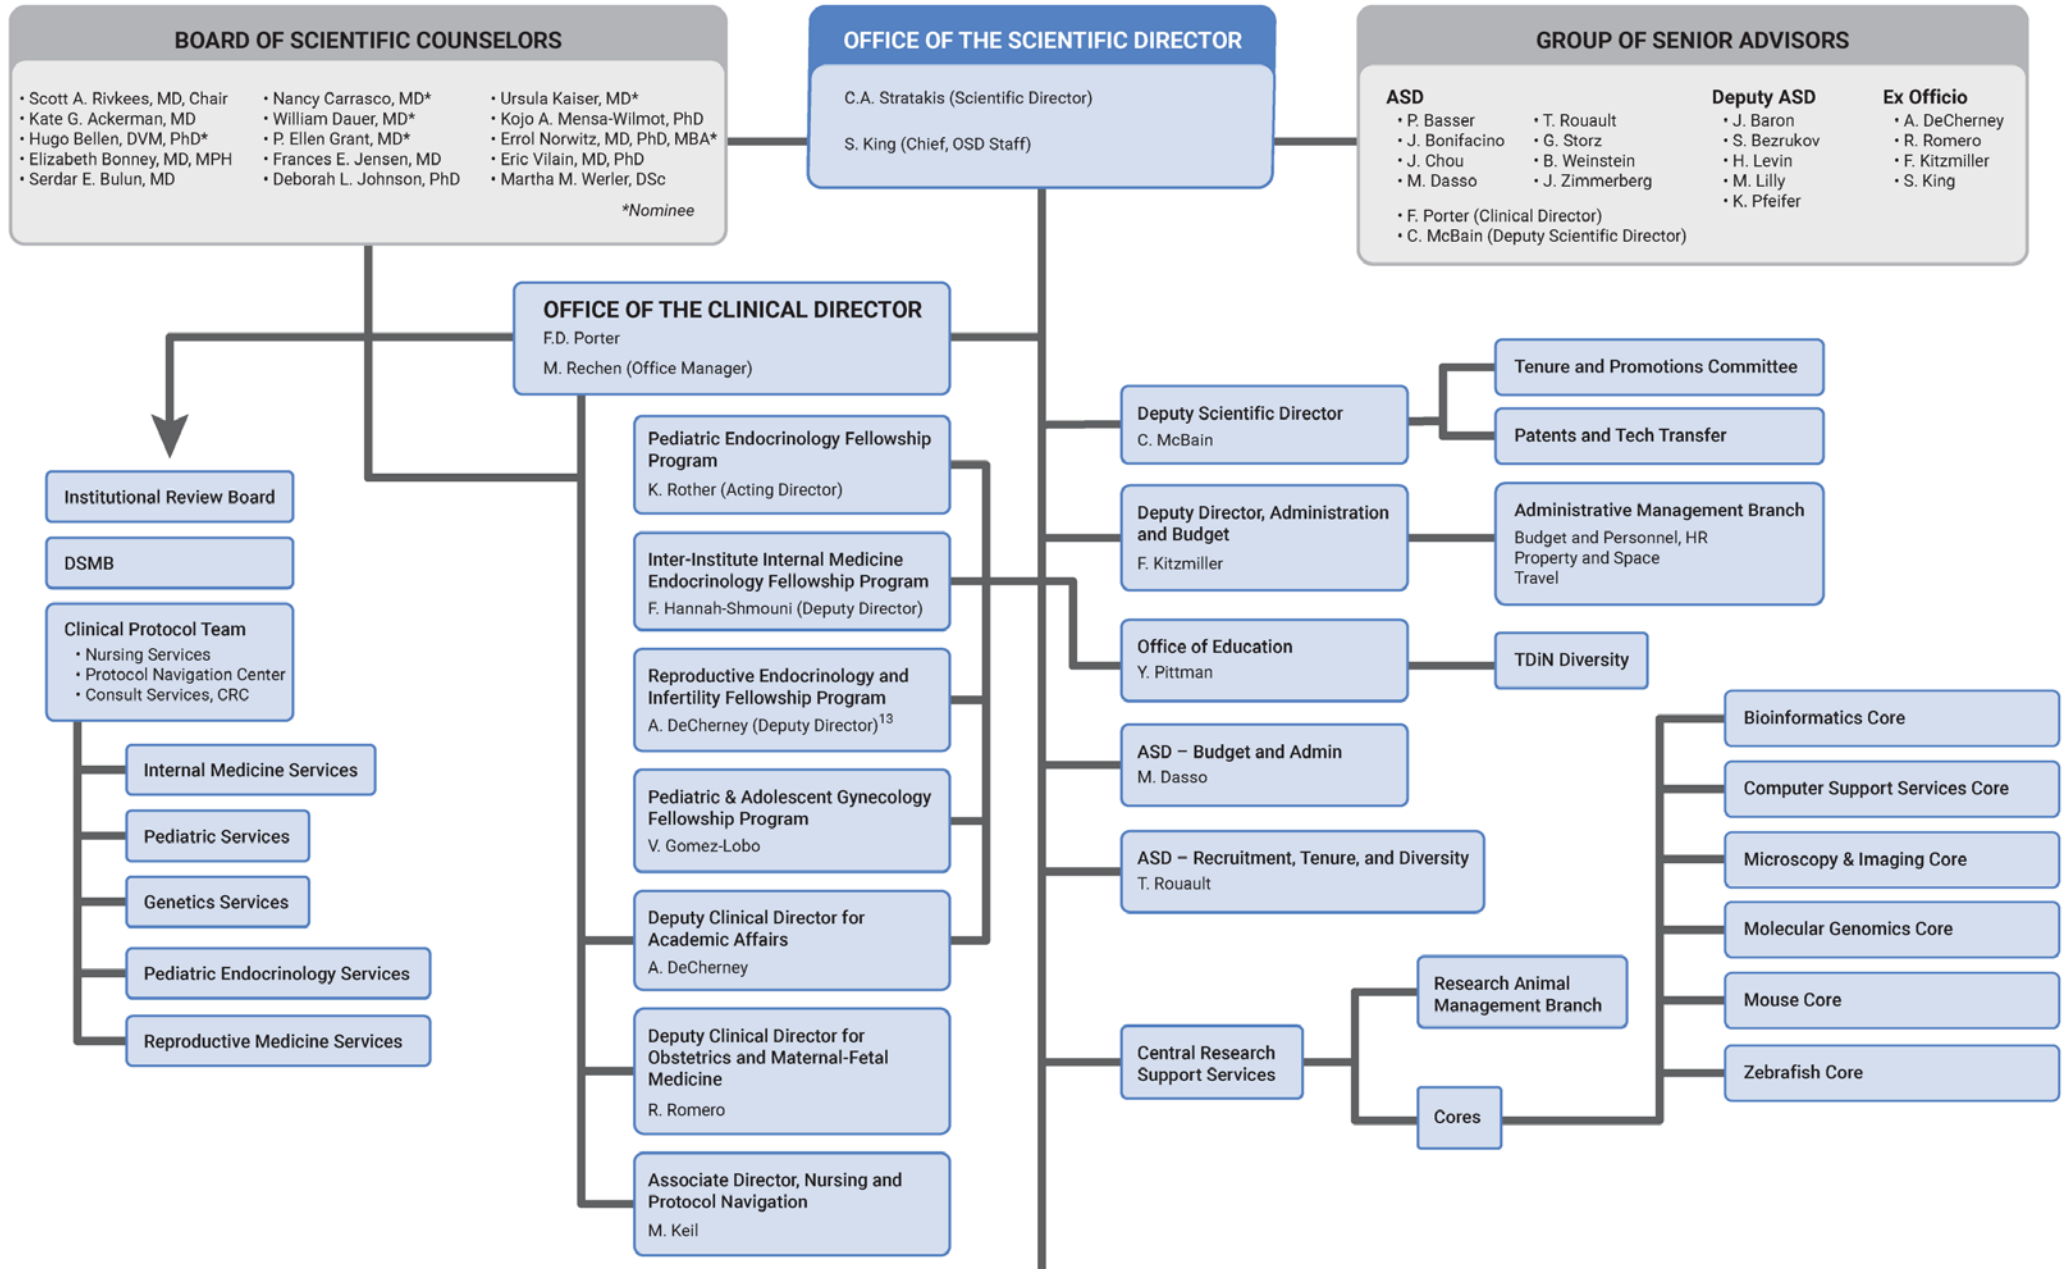 BOARD OF SCIENTIFIC COUNSELORS
• Scott A. Rivkees, MD, Chair
• Kate G. Ackerman, MD
• Hugo Bellen, DVM, PhD*
• Elizabeth Bonney, MD, MPH
• Serdar E. Bulun, MD
• Nancy Carrasco, MD*
• William Dauer, MD*
• P. Ellen Grant, MD*
• Frances E. Jensen, MD
• Deborah L. Johnson, PhD
• Ursula Kaiser, MD*
• Kojo A. Mensa-Wilmot, PhD
• Errol Norwitz, MD, PhD, MBA*
• Eric Vilain, MD, PhD
• Martha M. Werler, DSc
*Nominee
OFFICE OF THE SCIENTIFIC DIRECTOR
C.A. Stratakis (Scientific Director)
S. King (Chief, OSD Staff)
GROUP OF SENIOR ADVISORS
ASD
• P. Basser
• J. Bonifacino
• J. Chou
• M. Dasso
• T. Rouault
• G. Storz
• B. Weinstein
• J. Zimmerberg
• F. Porter (Clinical Director)
• C. McBain (Deputy Scientific Director)
Deputy ASD
• J. Baron
• S. Bezrukov
• H. Levin
• M. Lilly
• K. Pfeifer
Ex Officio
• A. DeCherney
• R. Romero
• F. Kitzmiller
• S. King
OFFICE OF THE CLINICAL DIRECTOR
F.D. Porter
M. Rechen (Office Manager)
Institutional Review Board
DSMB
Clinical Protocol Team
• Nursing Services
• Protocol Navigation Center
• Consult Services, CRC
Internal Medicine Services
Pediatric Services
Genetics Services
Pediatric Endocrinology Services
Reproductive Medicine Services
Pediatric Endocrinology Fellowship
Program
K. Rother (Acting Director)
Inter-Institute Internal Medicine
Endocrinology Fellowship Program
F. Hannah-Shmouni (Deputy Director)
Reproductive Endocrinology and
Infertility Fellowship Program
A. DeCherney (Deputy Director)13
Pediatric & Adolescent Gynecology
Fellowship Program
V. Gomez-Lobo
Deputy Clinical Director for
Academic Affairs
A. DeCherney
Deputy Clinical Director for
Obstetrics and Maternal-Fetal
Medicine
R. Romero
Associate Director, Nursing and
Protocol Navigation
M. Keil
Deputy Scientific Director
C. McBain
Tenure and Promotions Committee
Patents and Tech Transfer
Deputy Director, Administration
and Budget
F. Kitzmiller
Administrative Management Branch
Budget and Personnel, HR
Property and Space
Travel
Office of Education
Y. Pittman
TDiN Diversity
ASD – Budget and Admin
M. Dasso
ASD – Recruitment, Tenure, and Diversity
T. Rouault
Central Research
Support Services
Research Animal
Management Branch
Cores
Bioinformatics Core
Computer Support Services Core
Microscopy & Imaging Core
Molecular Genomics Core
Mouse Core
Zebrafish Core